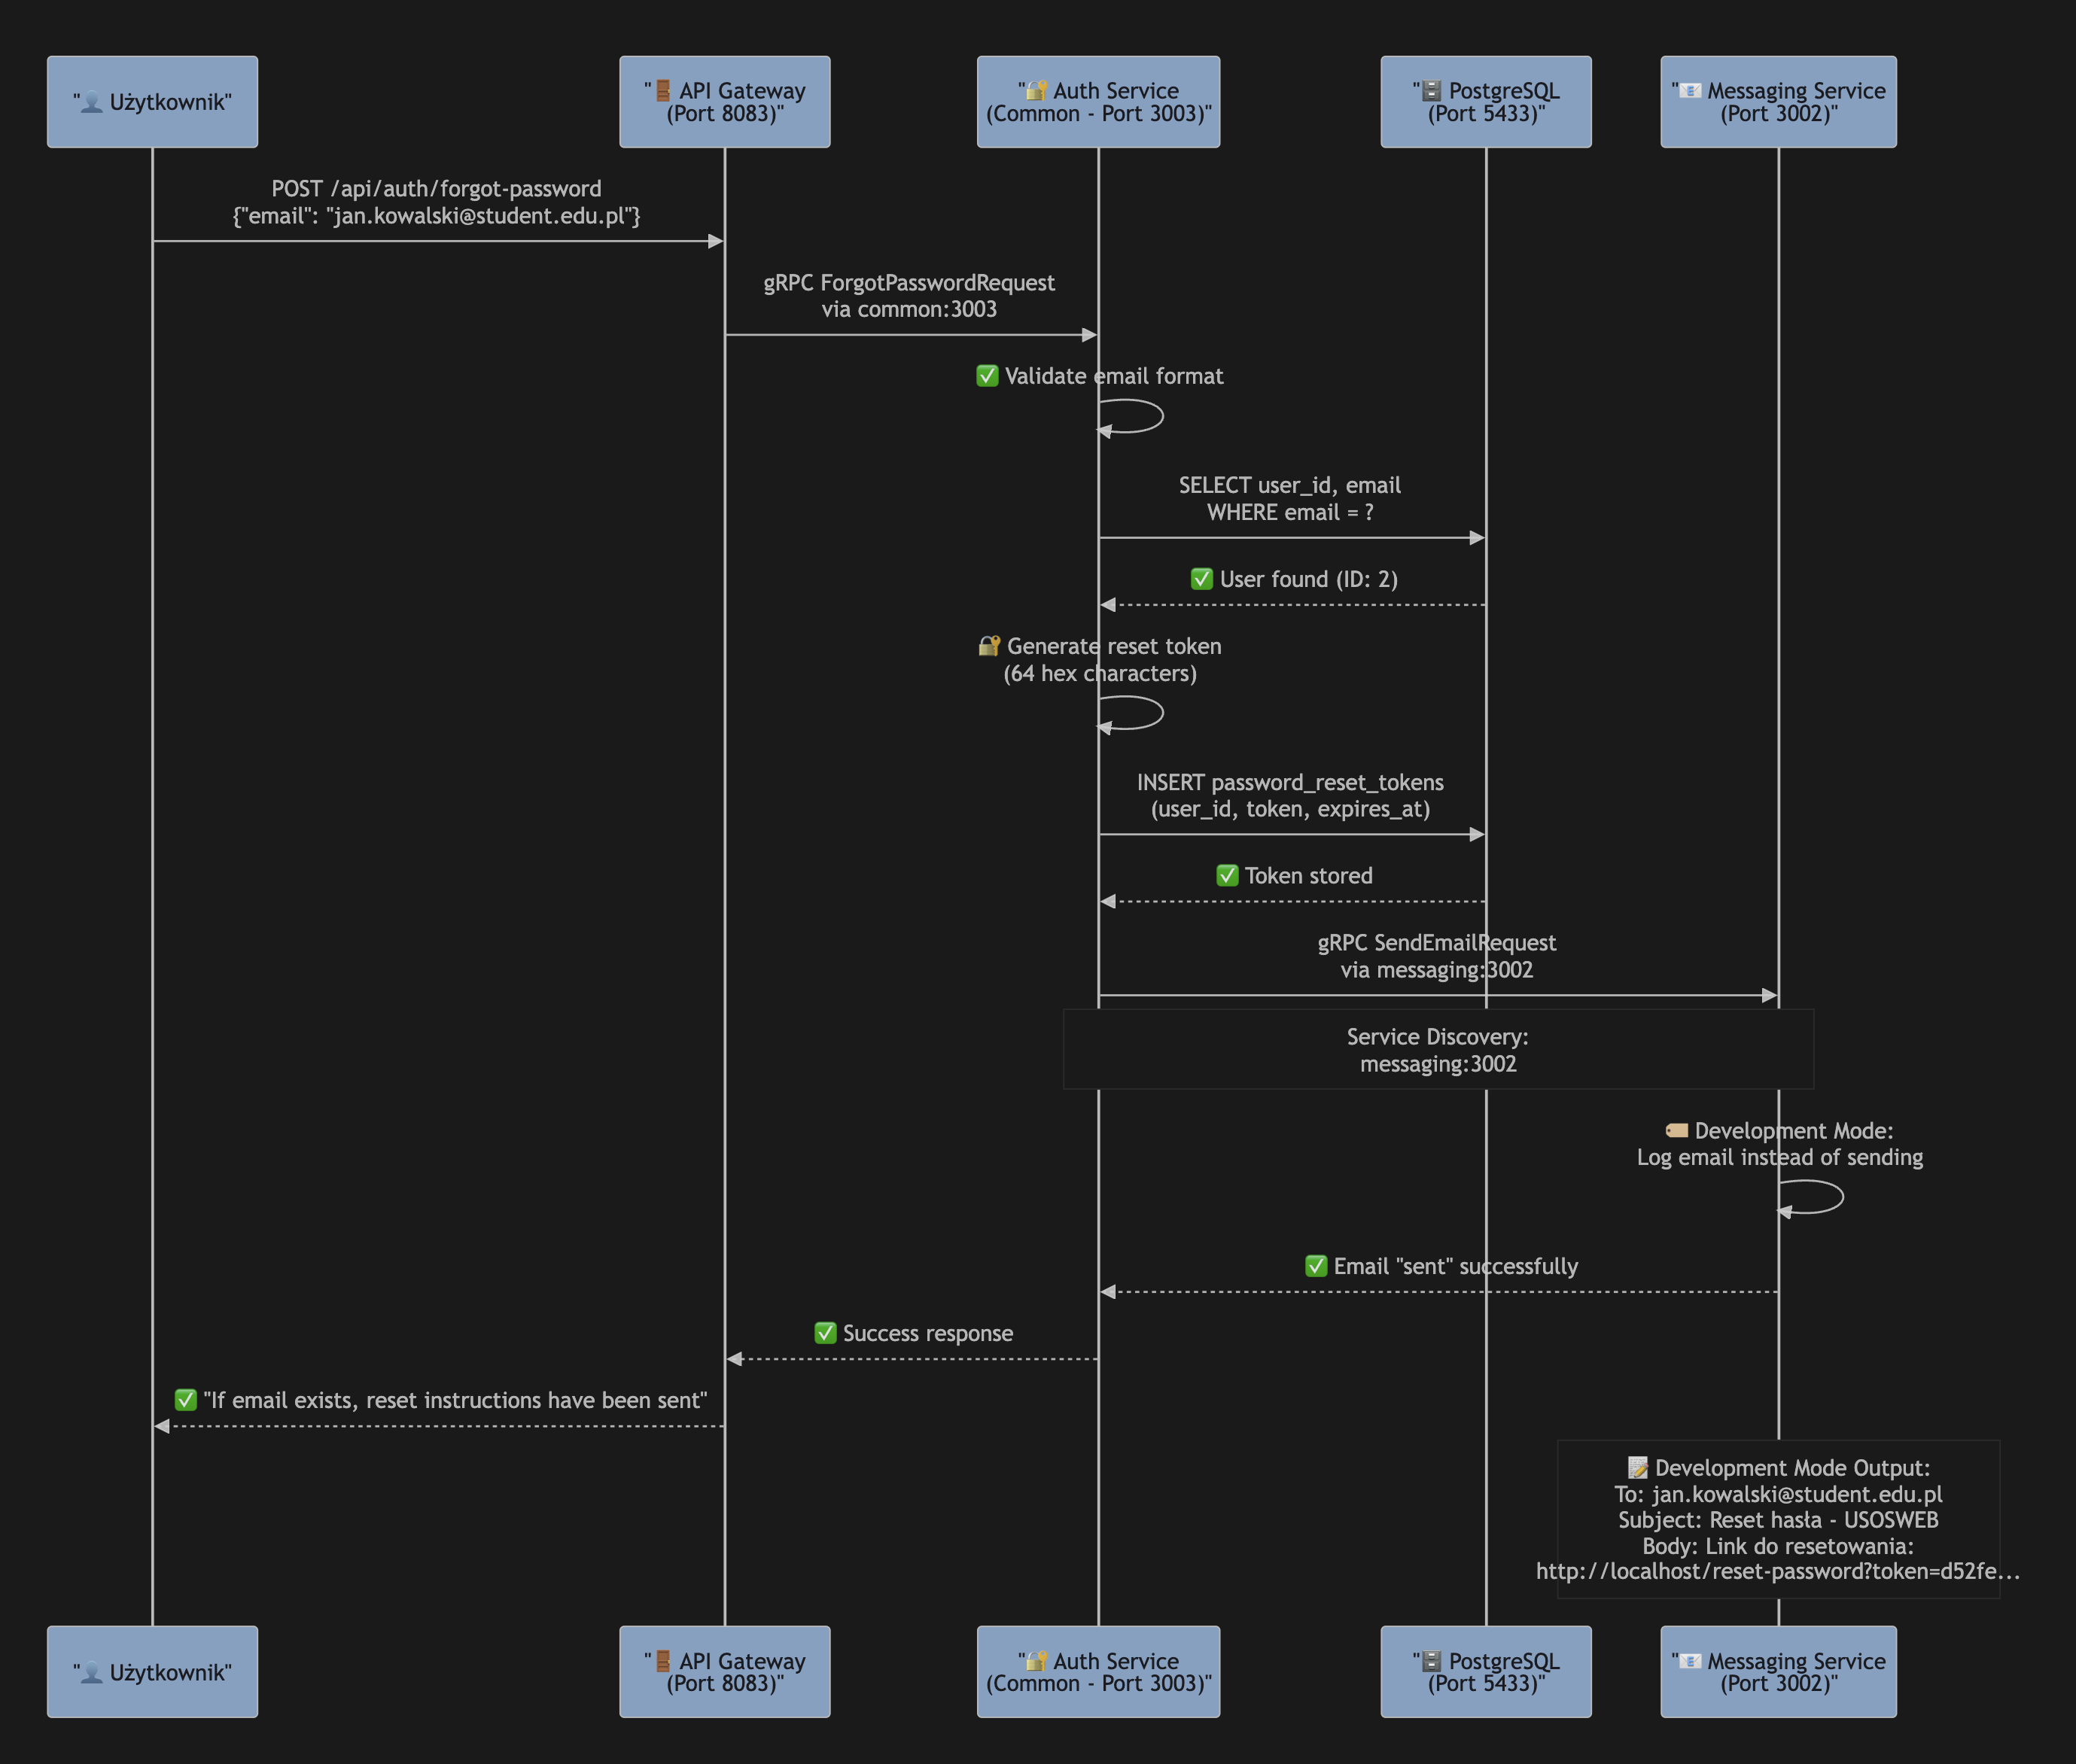 "👤 Użytkownik"
"🚪 API Gateway
(Port 8083)"
"🔐 Auth Service
(Common - Port 3003)"
"🗄️ PostgreSQL
(Port 5433)"
"📧 Messaging Service
(Port 3002)"
POST /api/auth/forgot-password
{"email": "jan.kowalski@student.edu.pl"}
gRPC ForgotPasswordRequest
via common:3003
✅ Validate email format
SELECT user_id, email
WHERE email = ?
✅ User found (ID: 2)
🔐 Generate reset token
(64 hex characters)
INSERT password_reset_tokens
(user_id, token, expires_at)
✅ Token stored
gRPC SendEmailRequest
via messaging:3002
Service Discovery:
messaging:3002
🏷️ Development Mode:
Log email instead of sending
✅ Email "sent" successfully
✅ Success response
✅ "If email exists, reset instructions have been sent"
📝 Development Mode Output:
To: jan.kowalski@student.edu.pl
Subject: Reset hasła - USOSWEB
Body: Link do resetowania:
http://localhost/reset-password?token=d52fe...
"👤 Użytkownik"
"🚪 API Gateway
(Port 8083)"
"🔐 Auth Service
(Common - Port 3003)"
"🗄️ PostgreSQL
(Port 5433)"
"📧 Messaging Service
(Port 3002)"